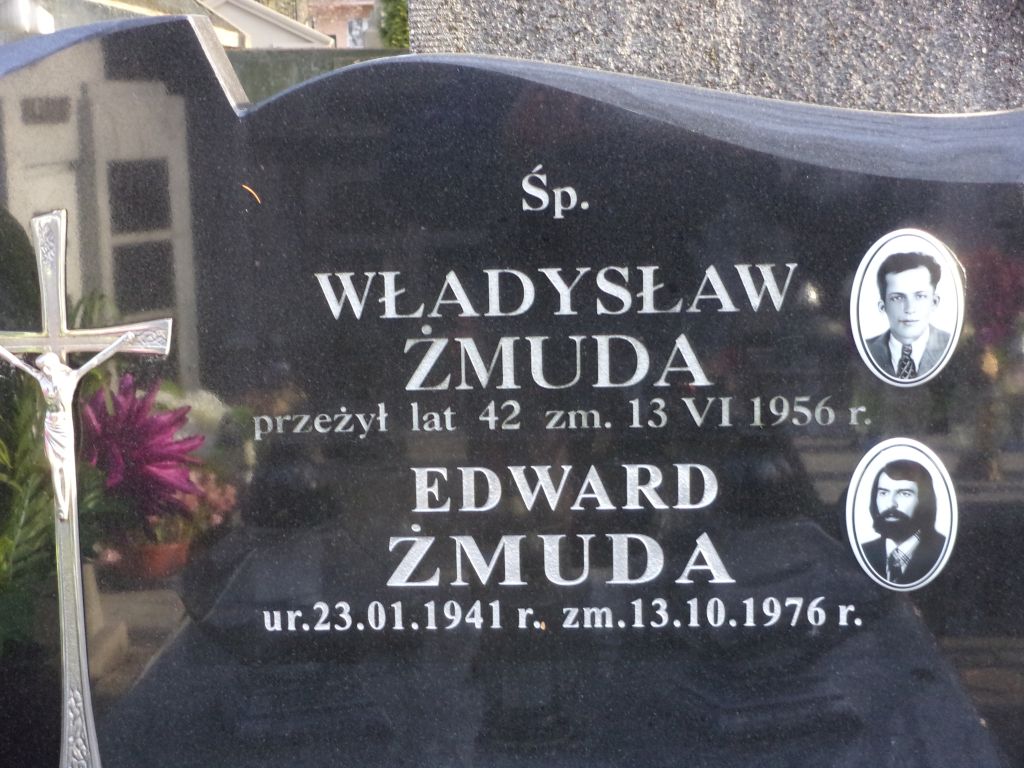 Śp.
WŁADYSŁAW
ŻMUDA
przeżył lat 42 zm. 13 VI 1956 r.
EDWARD
ŻMUDA
ur.23.01.1941 r., zm.13.10.1976 r.